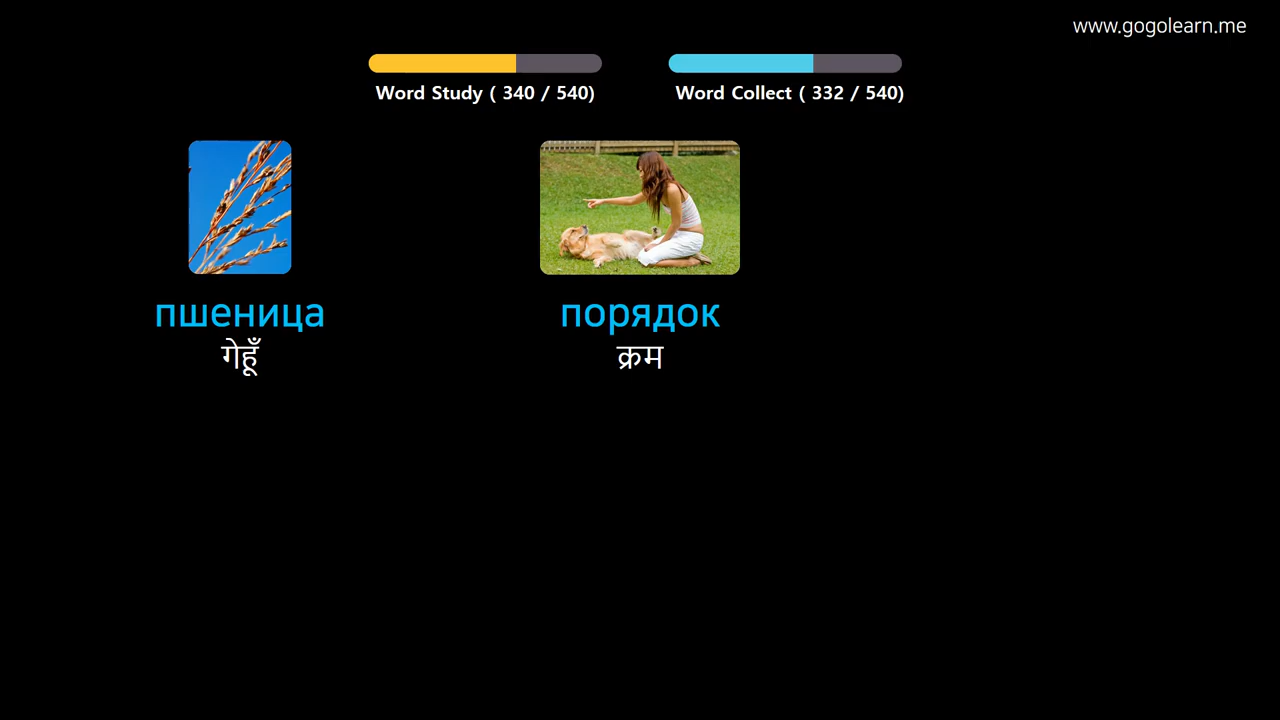 www.gogolearn.me
Word Study ( 340 / 540)
Word Collect ( 332 / 540)
пшеница
गेहूँ
порядок
क्रम